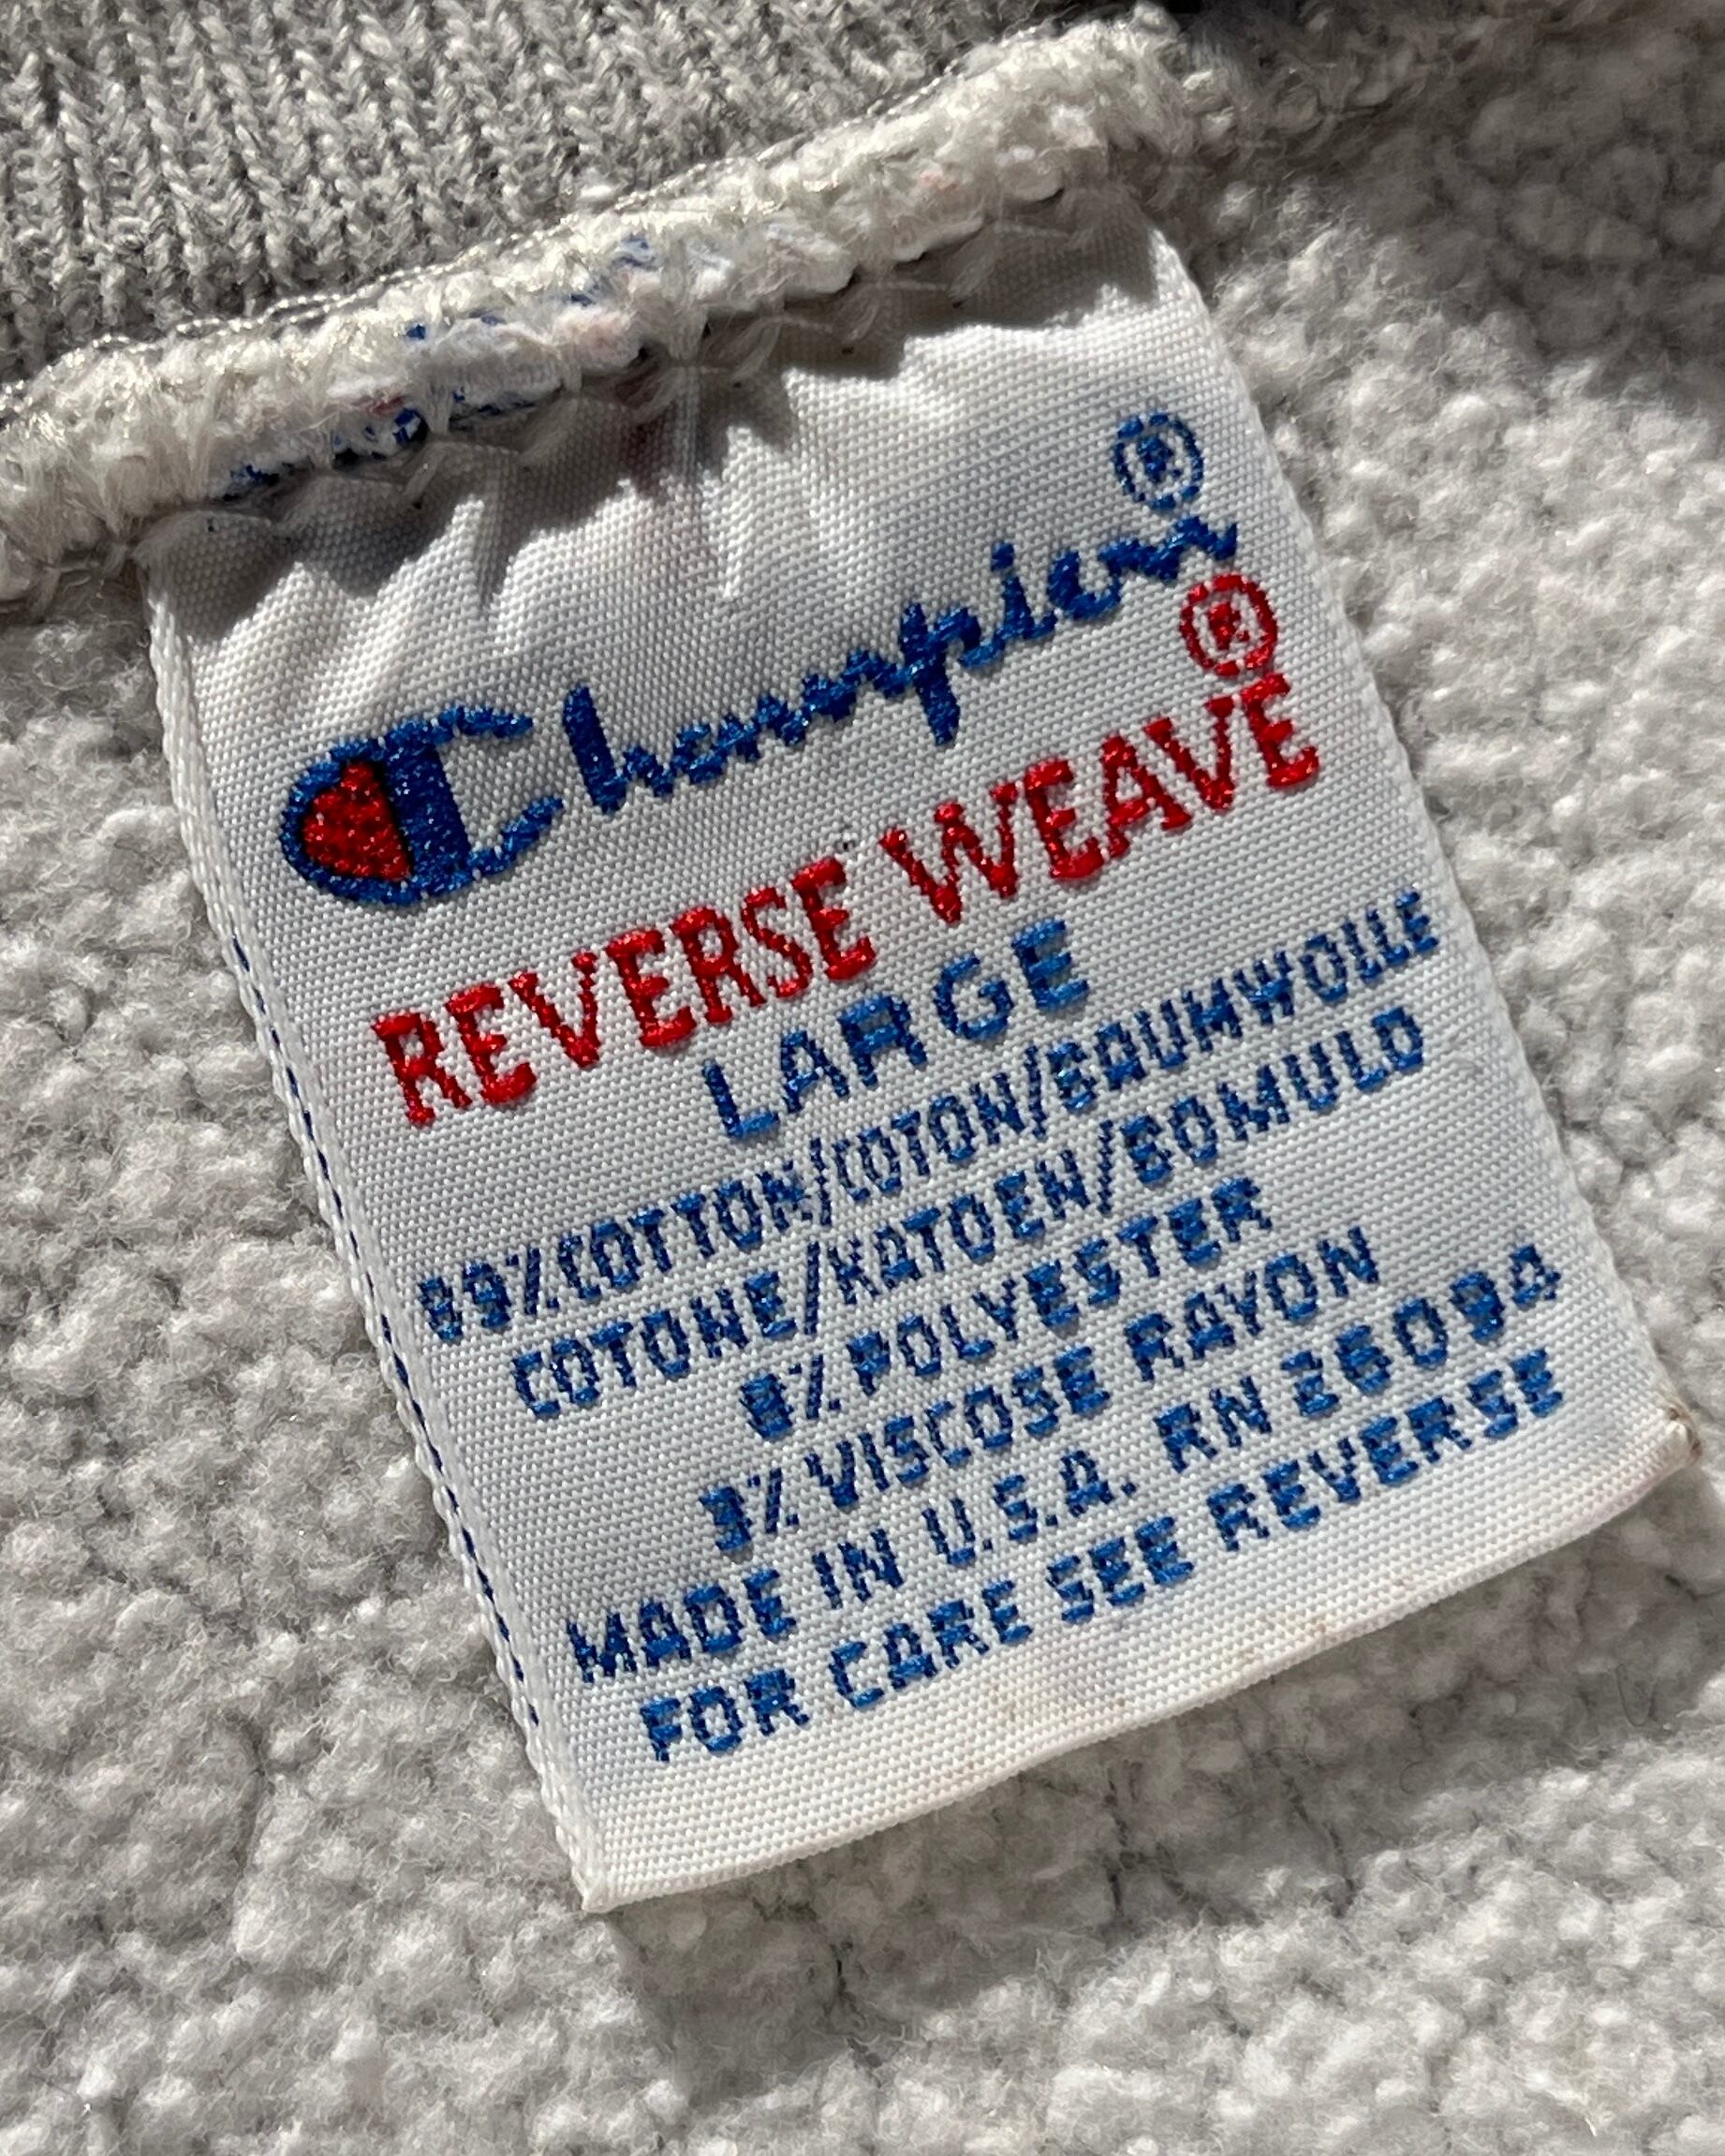 Champion®
REVERSE WEAVE®
LARGE
89%COTTON/COTON/BAUMWOLLE
COTONE/KATOEN/BOMULD
8%POLYESTER
3%VISCOSE RAYON
MADE IN U.S.A. RN 26094
FOR CARE SEE REVERSE